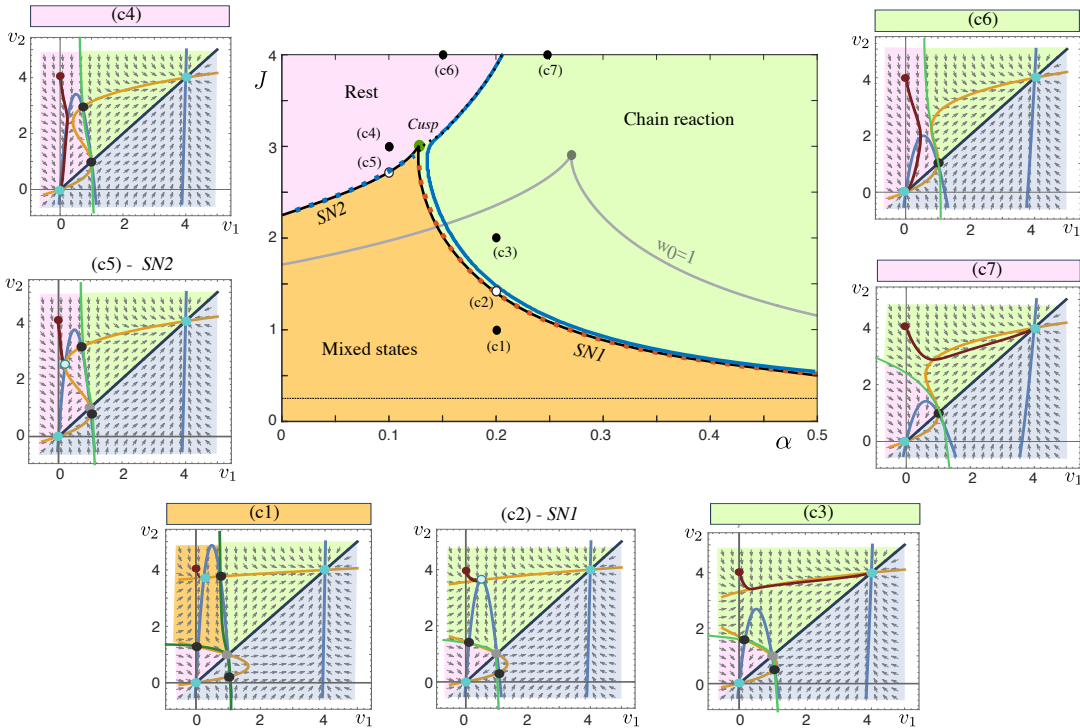 (c4)
v2
4
2
0
0
2
4
v1
J
4
3
2
1
0
0
0.1
0.2
0.3
0.4
0.5
α
Rest
Cusp
(c4)
(c5)
(c6)
(c7)
Chain reaction
SN2
w0=1
(c3)
(c2)
(c1)
SN1
Mixed states
(c6)
v2
4
2
0
0
2
4
v1
(c5) - SN2
v2
4
2
0
0
2
4
v1
(c7)
v2
4
2
0
0
2
4
v1
(c1)
v2
4
2
0
0
2
4
v1
(c2) - SN1
v2
4
2
0
0
2
4
v1
(c3)
v2
4
2
0
0
2
4
v1